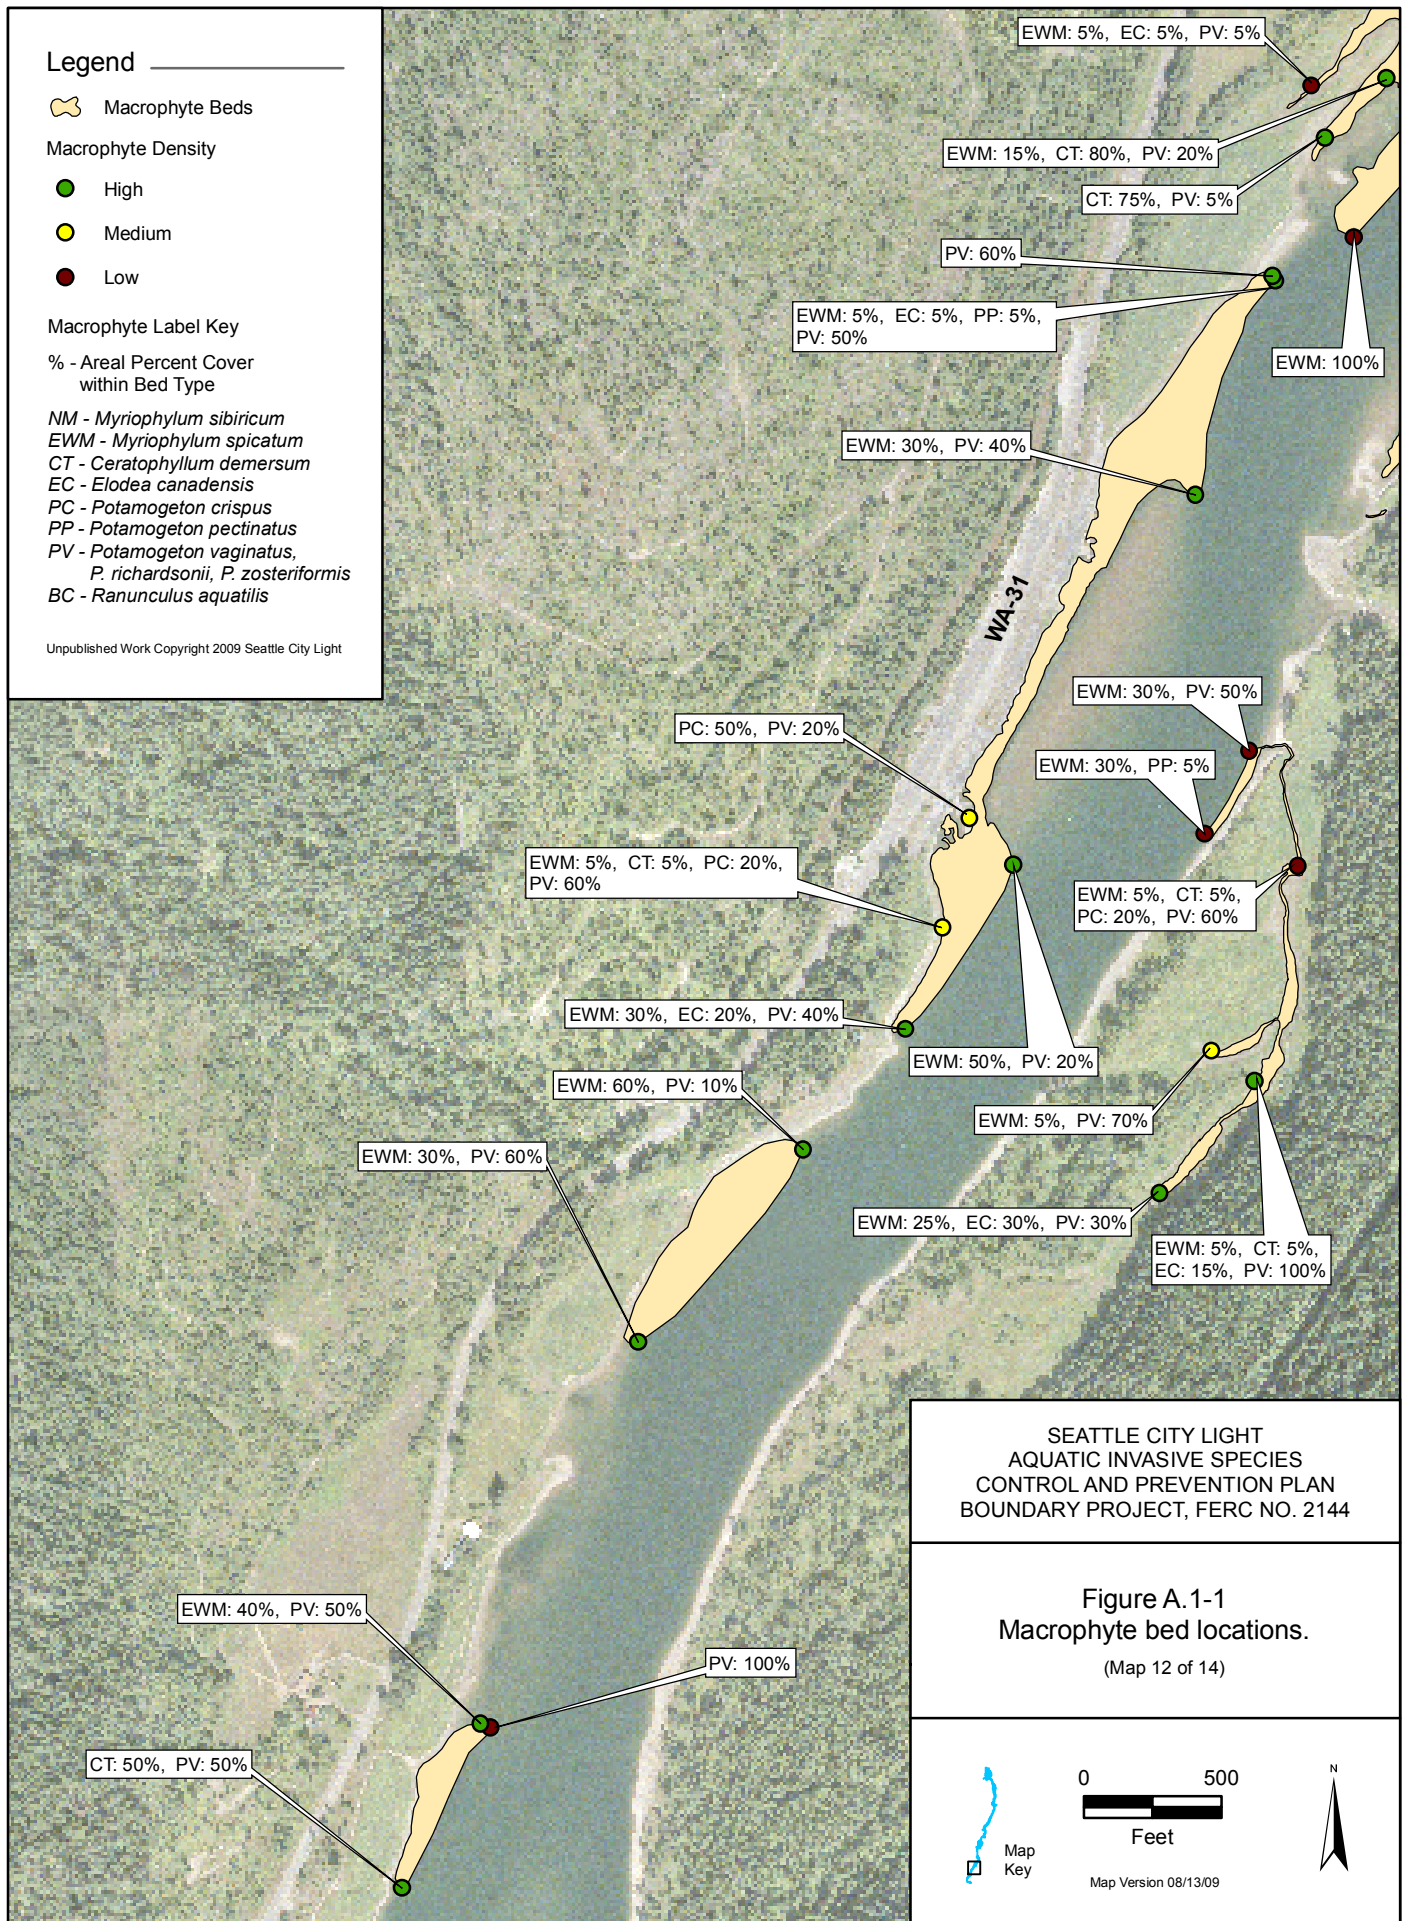 Legend
Macrophyte Beds
Macrophyte Density
High
Medium
Low
Macrophyte Label Key
% - Areal Percent Cover
within Bed Type
NM - Myriophylum sibiricum
EWM - Myriophylum spicatum
CT - Ceratophyllum demersum
EC - Elodea canadensis
PC - Potamogeton crispus
PP - Potamogeton pectinatus
PV - Potamogeton vaginatus,
P. richardsonii, P. zosteriformis
BC - Ranunculus aquatilis
Unpublished Work Copyright 2009 Seattle City Light
EWM: 5%, EC: 5%, PV: 5%
EWM: 15%, CT: 80%, PV: 20%
CT: 75%, PV: 5%
PV: 60%
EWM: 5%, EC: 5%, PP: 5%,
PV: 50%
EWM: 100%
EWM: 30%, PV: 40%
WA-31
EWM: 30%, PV: 50%
PC: 50%, PV: 20%
EWM: 30%, PP: 5%
EWM: 5%, CT: 5%, PC: 20%,
PV: 60%
EWM: 5%, CT: 5%,
PC: 20%, PV: 60%
EWM: 30%, EC: 20%, PV: 40%
EWM: 50%, PV: 20%
EWM: 60%, PV: 10%
EWM: 5%, PV: 70%
EWM: 30%, PV: 60%
EWM: 25%, EC: 30%, PV: 30%
EWM: 5%, CT: 5%,
EC: 15%, PV: 100%
EWM: 40%, PV: 50%
PV: 100%
CT: 50%, PV: 50%
SEATTLE CITY LIGHT
AQUATIC INVASIVE SPECIES
CONTROL AND PREVENTION PLAN
BOUNDARY PROJECT, FERC NO. 2144
Figure A.1-1
Macrophyte bed locations.
(Map 12 of 14)
Map
Key
0 500
Feet
Map Version 08/13/09
N